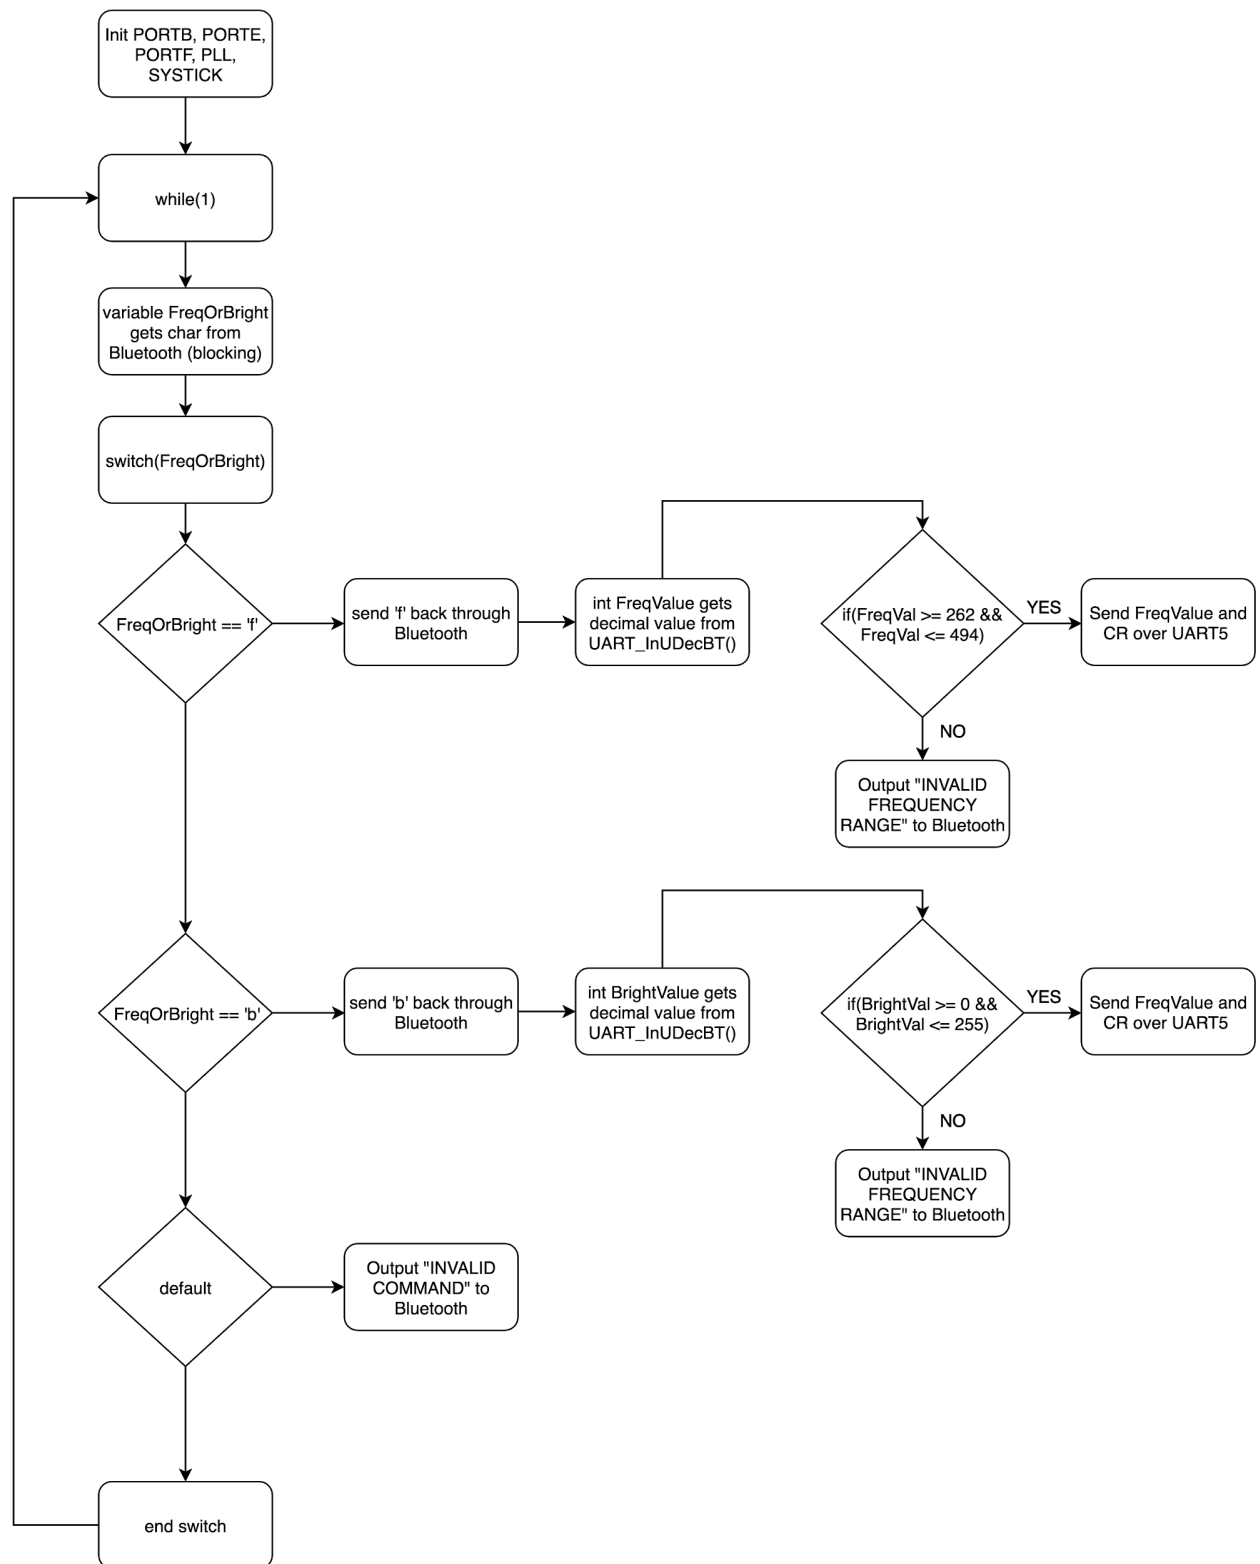 Init PORTB, PORTE,
PORTF, PLL,
SYSTICK
while(1)
variable FreqOrBright
gets char from
Bluetooth (blocking)
switch(FreqOrBright)
FreqOrBright == 'f'
send 'f' back through
Bluetooth
int FreqValue gets
decimal value from
UART_InUDecBT()
if(FreqVal >= 262 &&
FreqVal <= 494)
YES
Send FreqValue and
CR over UART5
NO
Output "INVALID
FREQUENCY
RANGE" to Bluetooth
FreqOrBright == 'b'
send 'b' back through
Bluetooth
int BrightValue gets
decimal value from
UART_InUDecBT()
if(BrightVal >= 0 &&
BrightVal <= 255)
YES
Send FreqValue and
CR over UART5
NO
Output "INVALID
FREQUENCY
RANGE" to Bluetooth
default
Output "INVALID
COMMAND" to
Bluetooth
end switch